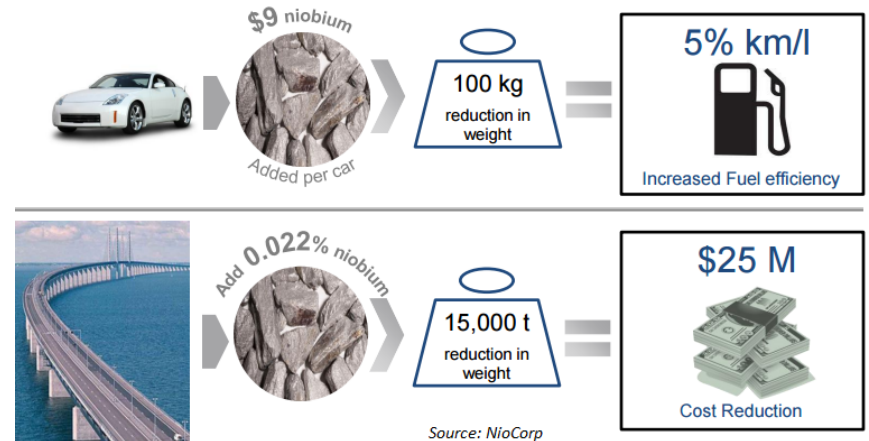 $9 niobium
Added per car
100 kg
reduction in
weight
5% km/l
Increased Fuel efficiency
Add 0.022% niobium
15,000 t
reduction in
weight
$25 M
Cost Reduction
Source: NioCorp